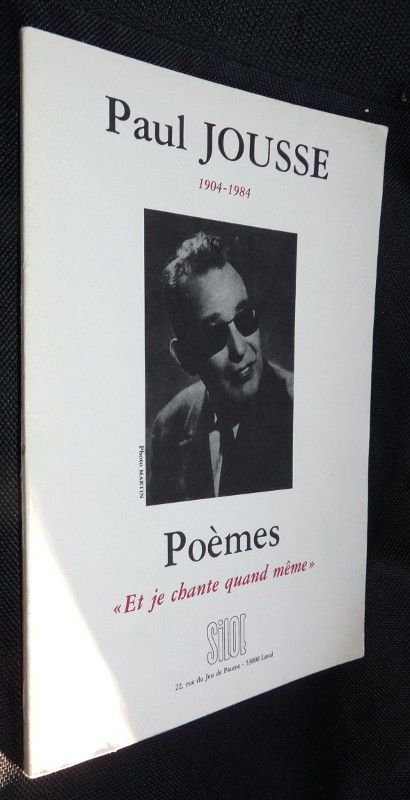 Paul JOUSSE
1904-1984
Photo MARTIN
Poèmes
« Et je chante quand même »
SILOË
22, rue du Jeu de Paume - 53000 Laval